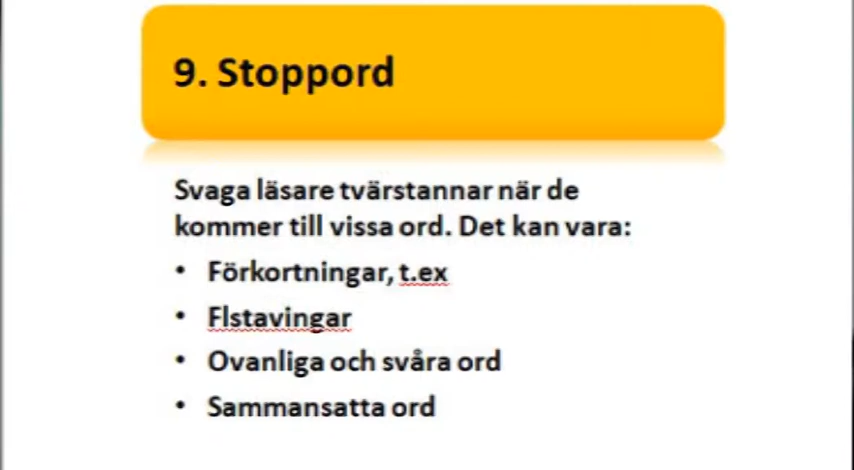 9. Stoppord
Svaga läsare tvärstannar när de
kommer till vissa ord. Det kan vara:
• Förkortningar, t.ex
• Flstavingar
• Ovanliga och svåra ord
• Sammansatta ord